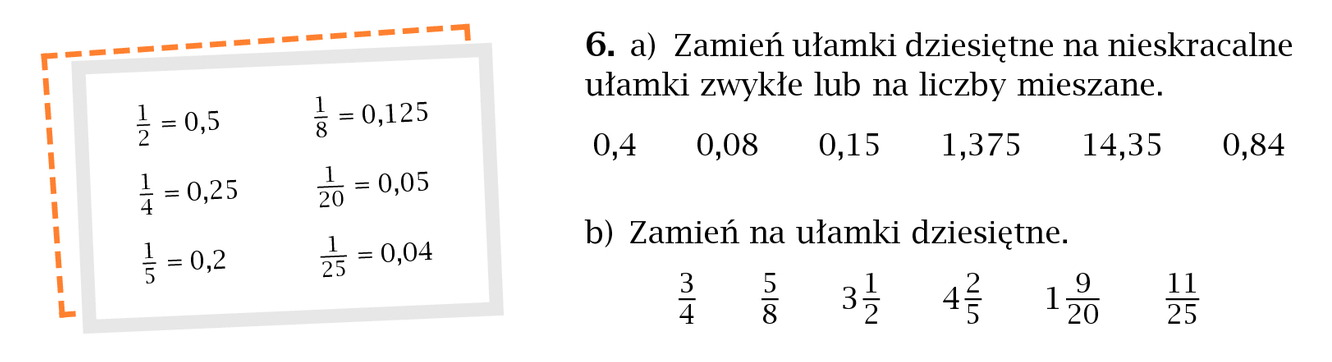 1/2 = 0,5    1/8 = 0,125
1/4 = 0,25    1/20 = 0,05
1/5 = 0,2    1/25 = 0,04
6. a) Zamień ułamki dziesiętne na nieskracalne
ułamki zwykłe lub na liczby mieszane.
0,4    0,08    0,15    1,375    14,35    0,84
b) Zamień na ułamki dziesiętne.
3/4    5/8    3 1/2    4 2/5    1 9/20    11/25